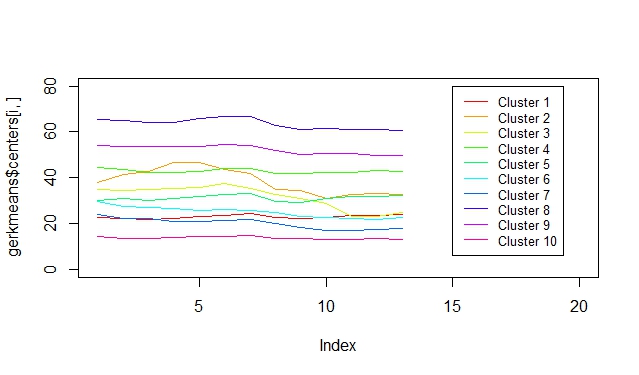 gerkmeans$centers[i, ]
80
60
40
20
0
Cluster 1
Cluster 2
Cluster 3
Cluster 4
Cluster 5
Cluster 6
Cluster 7
Cluster 8
Cluster 9
Cluster 10
5 10 15 20
Index